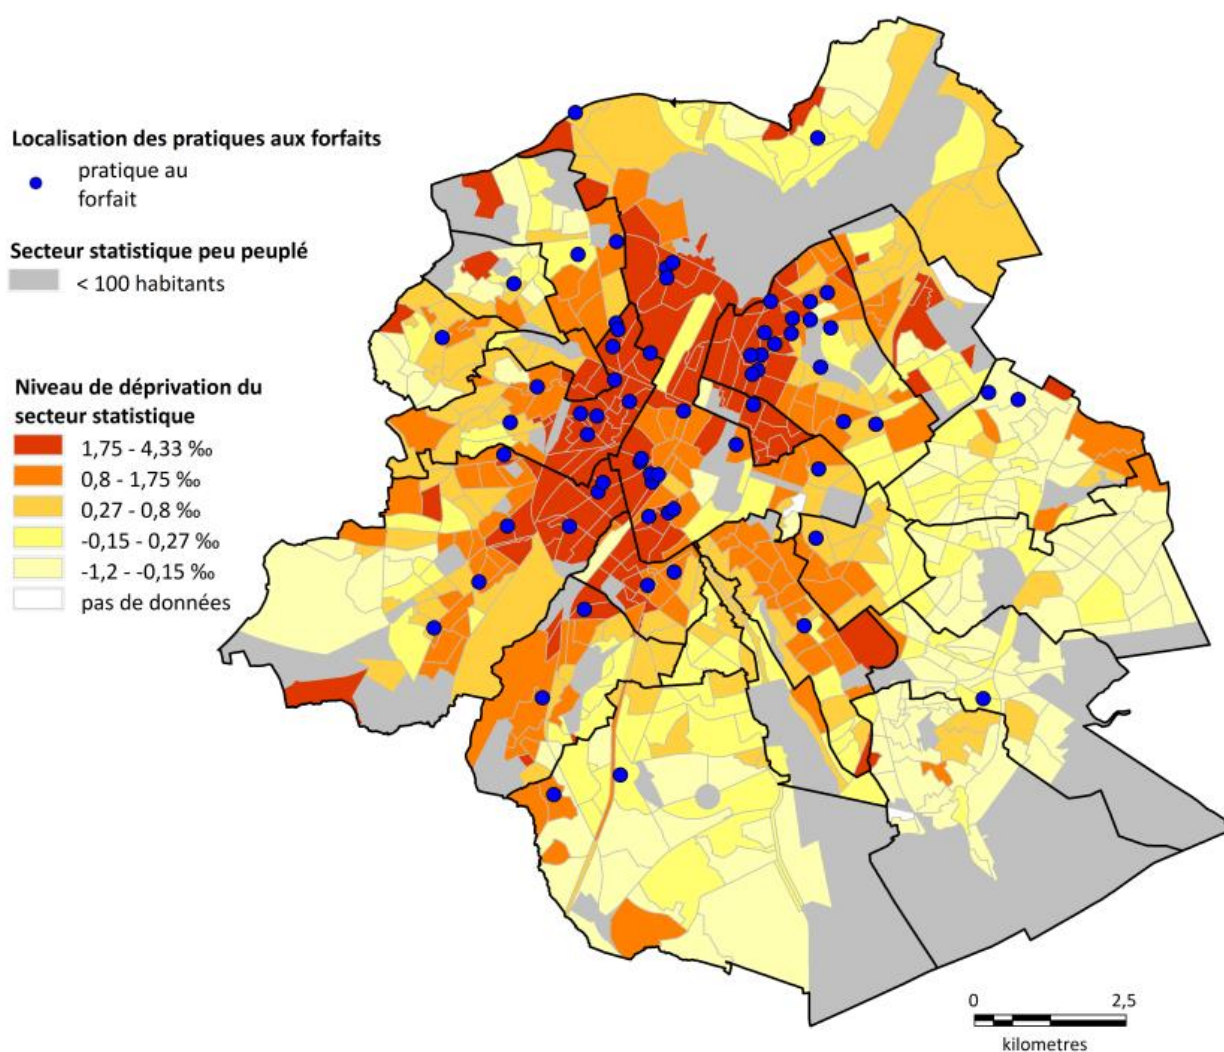 Localisation des pratiques aux forfaits
pratique au
forfait
Secteur statistique peu peuplé
< 100 habitants
Niveau de déprivation du
secteur statistique
1,75 - 4,33 ‰
0,8 - 1,75 ‰
0,27 - 0,8 ‰
-0,15 - 0,27 ‰
-1,2 - -0,15 ‰
pas de données
0 2,5
kilometres